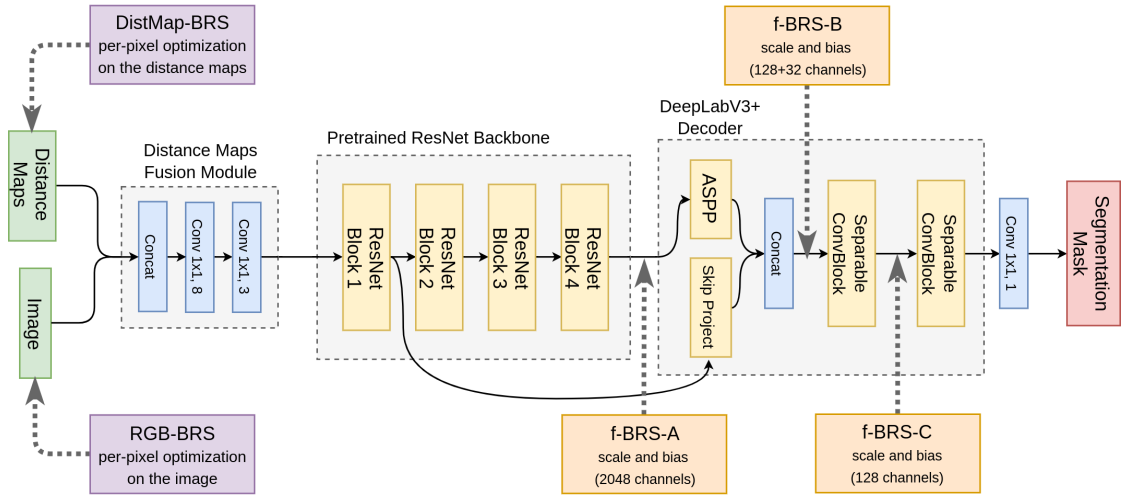 DistMap-BRS
per-pixel optimization
on the distance maps
f-BRS-B
scale and bias
(128+32 channels)
Distance
Maps
Image
Distance Maps
Fusion Module
Concat
Conv 1x1, 8
Conv 1x1, 3
Pretrained ResNet Backbone
ResNet
Block 1
ResNet
Block 2
ResNet
Block 3
ResNet
Block 4
DeepLabV3+
Decoder
ASPP
Skip Project
Concat
Separable
ConvBlock
Separable
ConvBlock
Conv 1x1, 1
Segmentation
Mask
RGB-BRS
per-pixel optimization
on the image
f-BRS-A
scale and bias
(2048 channels)
f-BRS-C
scale and bias
(128 channels)